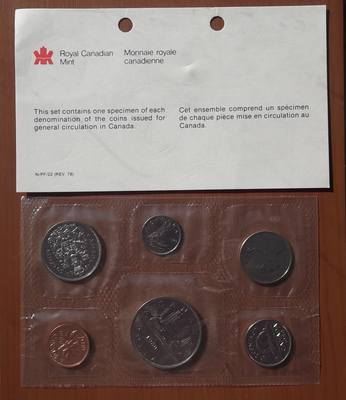 Royal Canadian
Mint
Monnaie royale
canadienne
This set contains one specimen of each
denomination of the coins issued for
general circulation in Canada.
Cet ensemble comprend un spécimen
de chaque pièce mise en circulation au
Canada.
N/PF/22 (REV. 78)